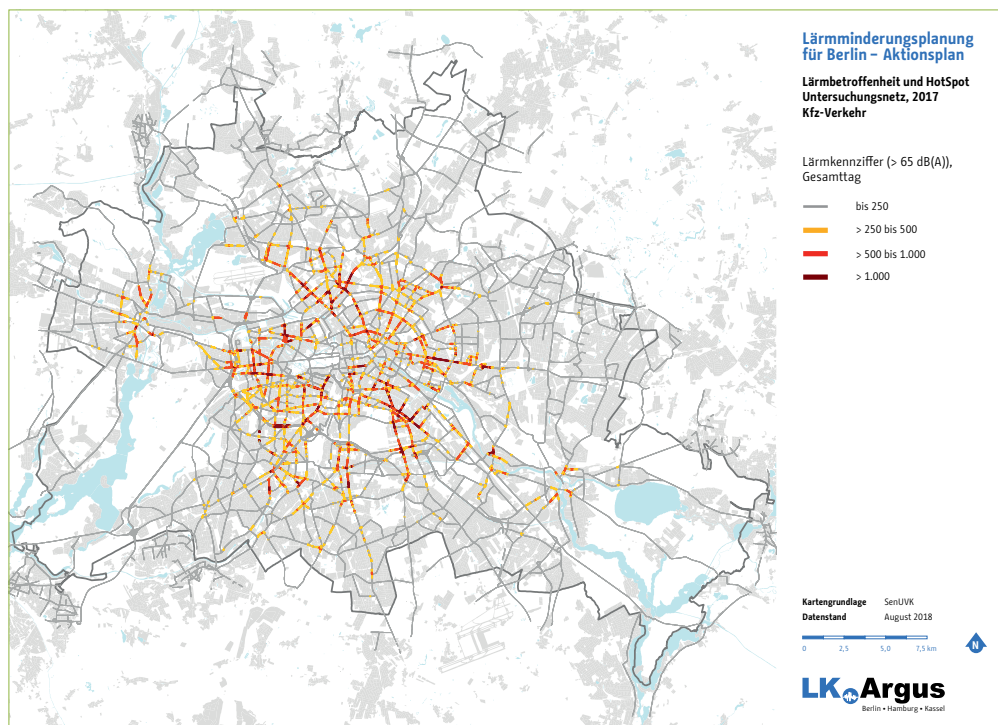 Lärmminderungsplanung
für Berlin – Aktionsplan
Lärmbetroffenheit und HotSpot
Untersuchungsnetz, 2017
Kfz-Verkehr
Lärmkennziffer (> 65 dB(A)),
Gesamttag
bis 250
> 250 bis 500
> 500 bis 1.000
> 1.000
Kartengrundlage SenUVK
Datenstand August 2018
0 2,5 5,0 7,5 km
N
LK Argus
Berlin • Hamburg • Kassel